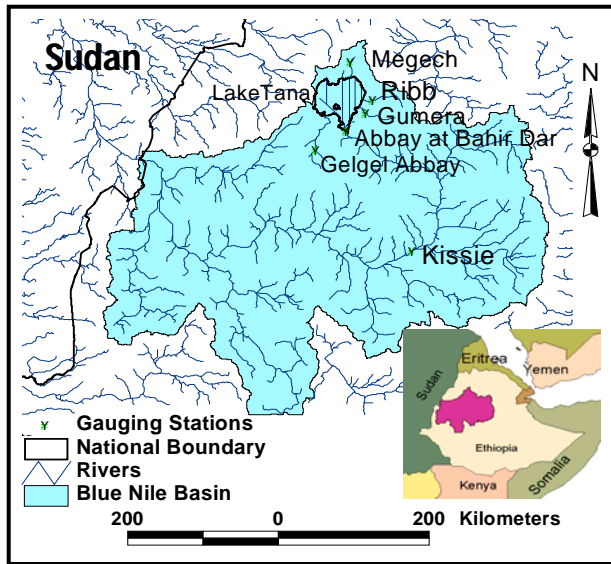 Sudan
Megech
LakeTana
Ribb
Gumera
Abbay at Bahir Dar
Gelgel Abbay
N
Kissie
Eritrea
Yemen
Sudan
Ethiopia
Somalia
Kenya
Gauging Stations
National Boundary
Rivers
Blue Nile Basin
200 0 200 Kilometers